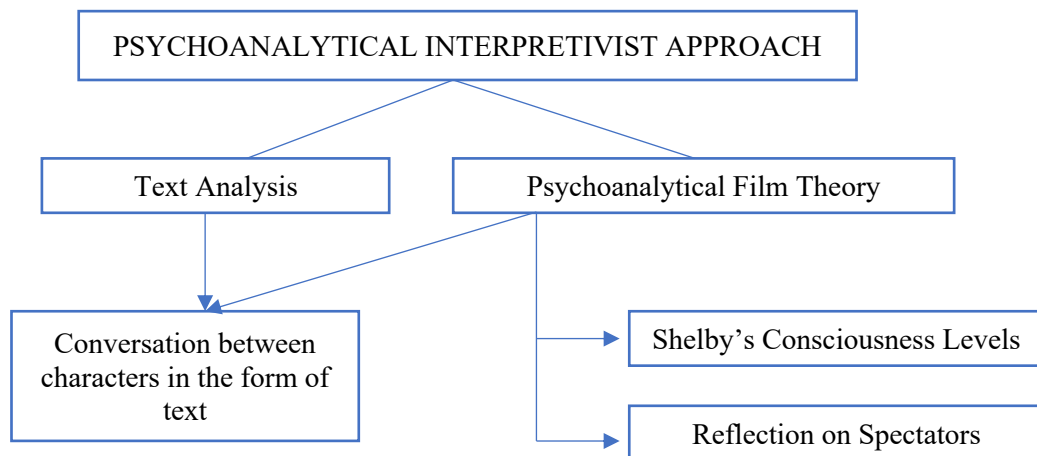 PSYCHOANALYTICAL INTERPRETIVIST APPROACH
Text Analysis
Psychoanalytical Film Theory
Conversation between
characters in the form of
text
Shelby’s Consciousness Levels
Reflection on Spectators